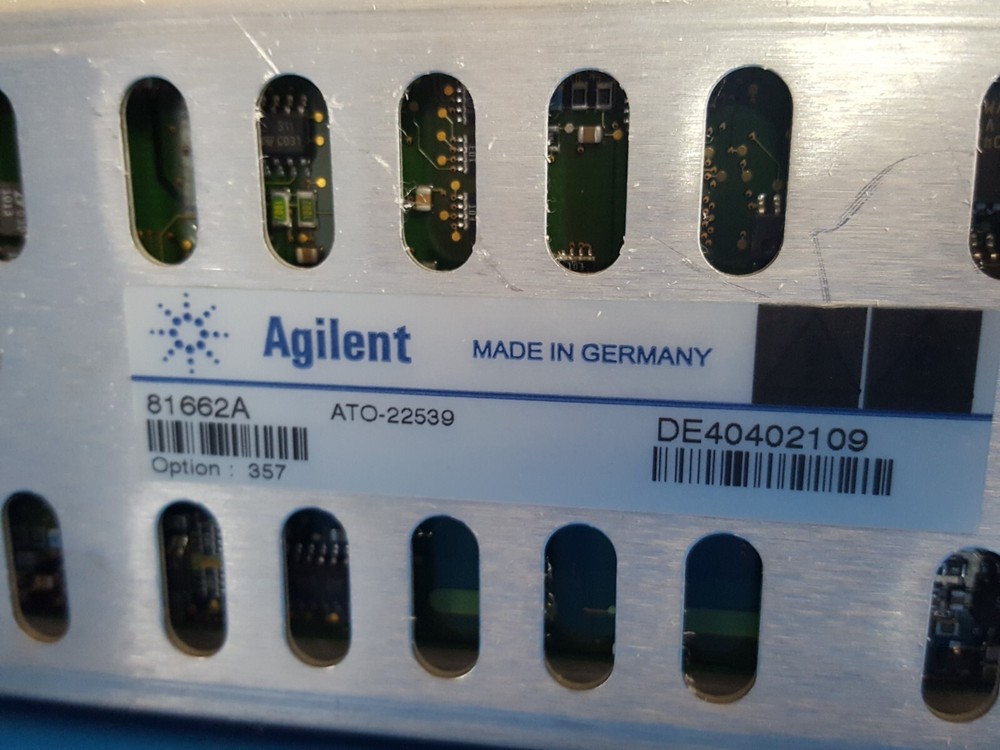 Agilent
MADE IN GERMANY
81662A
ATO-22539
DE40402109
Option : 357